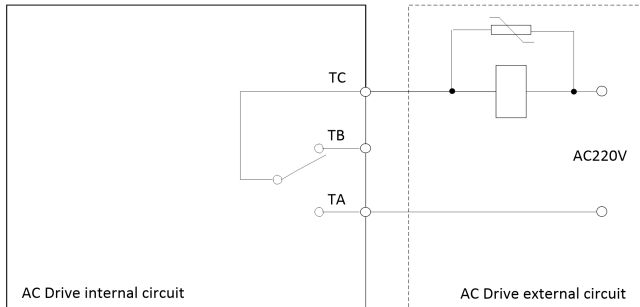 TC
TB
AC220V
TA
AC Drive internal circuit
AC Drive external circuit